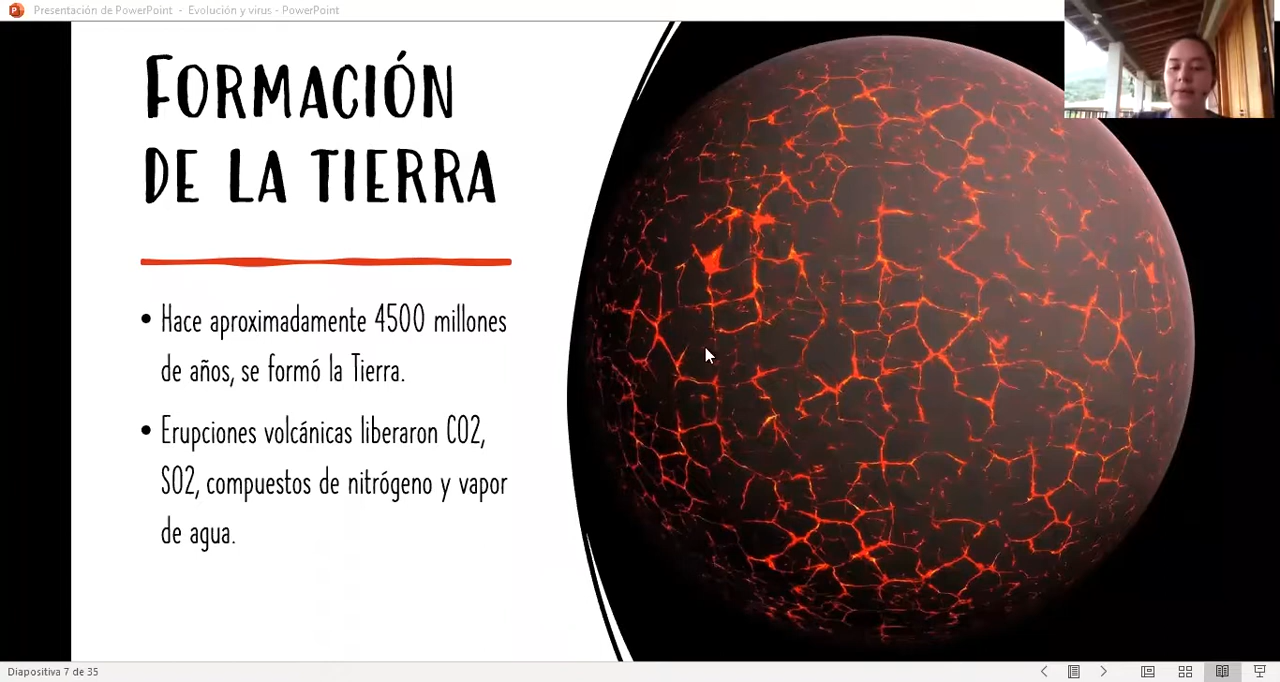 Presentación de PowerPoint - Evolución y virus - PowerPoint
FORMACIÓN
DE LA TIERRA
• Hace aproximadamente 4500 millones
de años, se formó la Tierra.
• Erupciones volcánicas liberaron CO2,
SO2, compuestos de nitrógeno y vapor
de agua.
Diapositiva 7 de 35